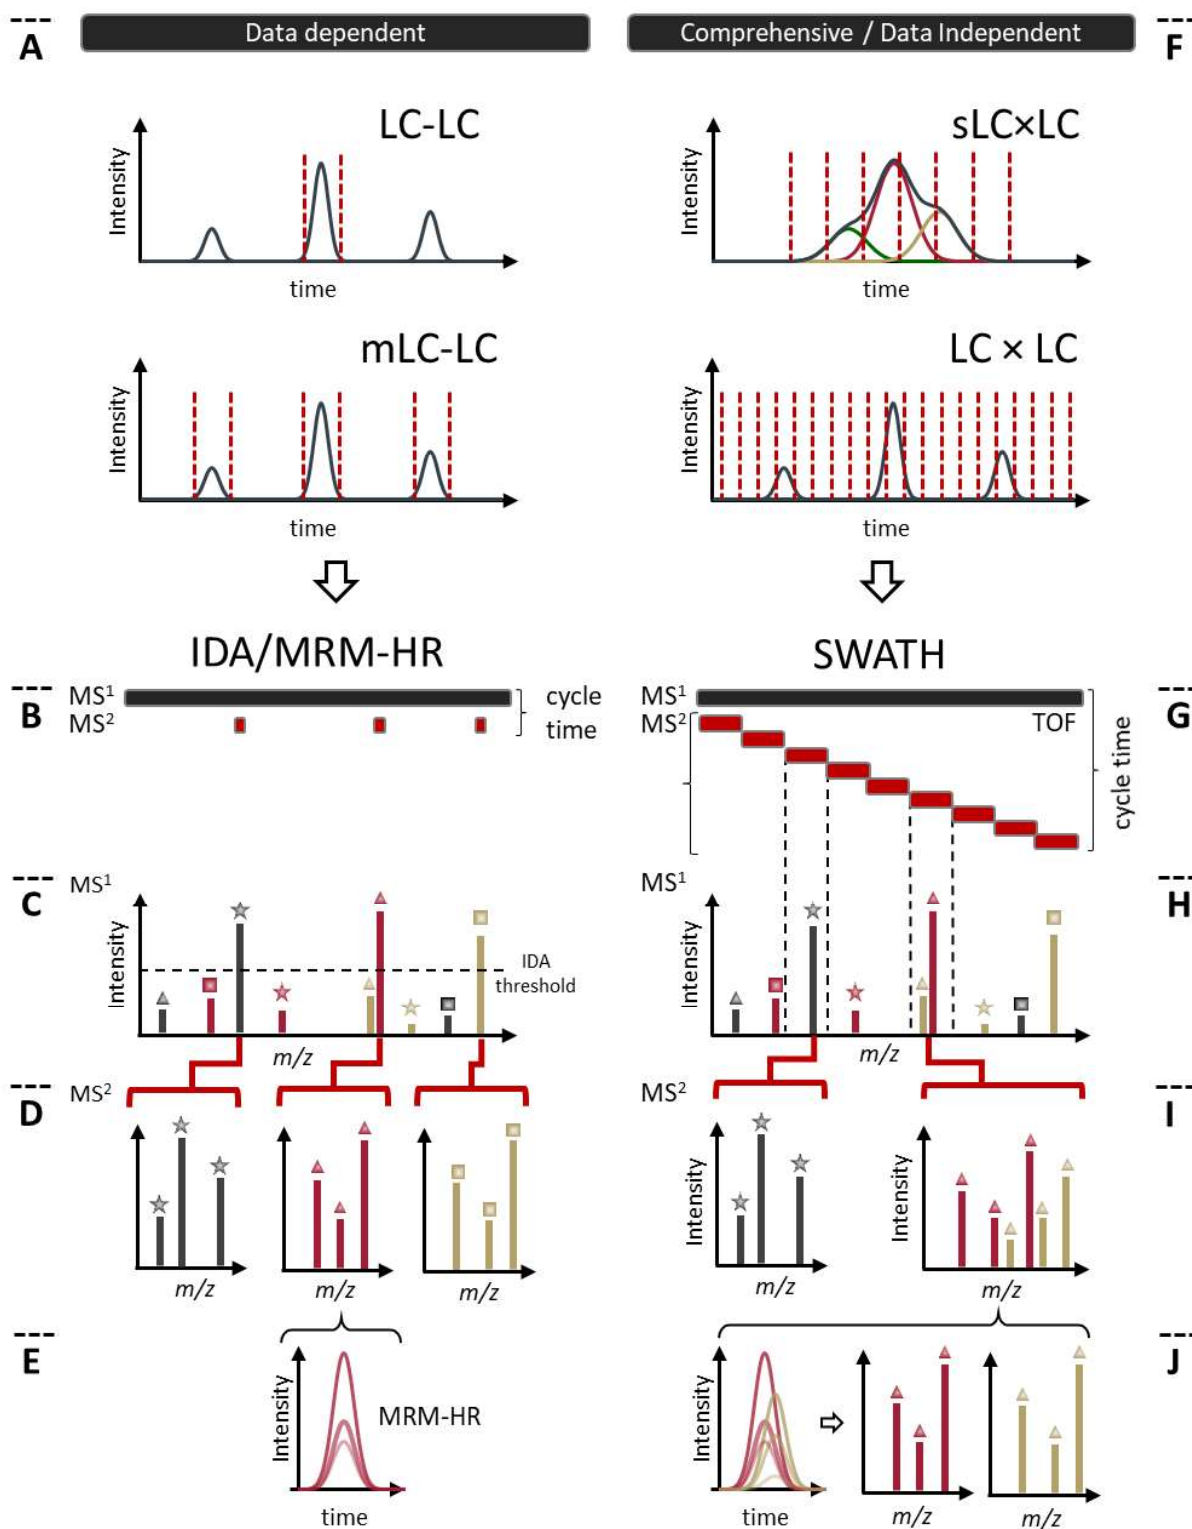 A
Data dependent
Comprehensive / Data Independent
F
LC-LC
Intensity
time
sLC×LC
Intensity
time
mLC-LC
Intensity
time
LC × LC
Intensity
time
IDA/MRM-HR
SWATH
B
MS¹
MS²
cycle
time
MS¹
MS²
TOF
cycle time
G
C
MS¹
Intensity
IDA
threshold
m/z
MS¹
Intensity
m/z
H
D
MS²
m/z
m/z
m/z
MS²
Intensity
m/z
Intensity
m/z
I
E
Intensity
MRM-HR
time
Intensity
time
m/z
m/z
J